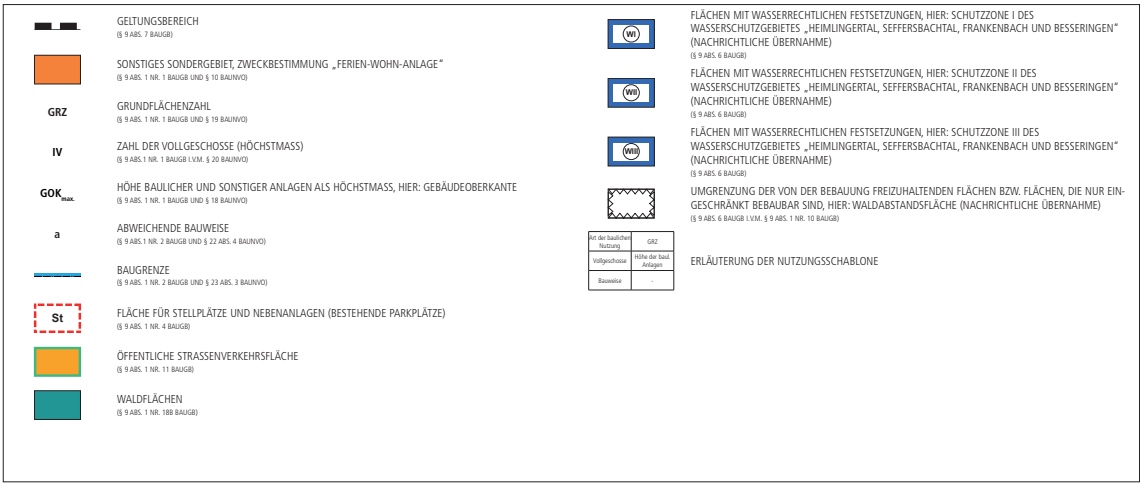 GELTUNGSBEREICH
(§ 9 ABS. 7 BAUGB)
SONSTIGES SONDERGEBIET, ZWECKBESTIMMUNG „FERIEN-WOHN-ANLAGE“
(§ 9 ABS. 1 NR. 1 BAUGB UND § 10 BAUNVO)
GRZ
GRUNDFLÄCHENZAHL
(§ 9 ABS. 1 NR. 1 BAUGB UND § 19 BAUNVO)
IV
ZAHL DER VOLLGESCHOSSE (HÖCHSTMASS)
(§ 9 ABS. 1 NR. 1 BAUGB I.V.M. § 20 BAUNVO)
GOKmax.
HÖHE BAULICHER UND SONSTIGER ANLAGEN ALS HÖCHSTMASS, HIER: GEBÄUDEOBERKANTE
(§ 9 ABS. 1 NR. 1 BAUGB UND § 18 BAUNVO)
a
ABWEICHENDE BAUWEISE
(§ 9 ABS.1 NR. 2 BAUGB UND § 22 ABS. 4 BAUNVO)
BAUGRENZE
(§ 9 ABS. 1 NR. 2 BAUGB UND § 23 ABS. 3 BAUNVO)
St
FLÄCHE FÜR STELLPLÄTZE UND NEBENANLAGEN (BESTEHENDE PARKPLÄTZE)
(§ 9 ABS. 1 NR. 4 BAUGB)
ÖFFENTLICHE STRASSENVERKEHRSFLÄCHE
(§ 9 ABS. 1 NR. 11 BAUGB)
WALDFLÄCHEN
(§ 9 ABS. 1 NR. 18B BAUGB)
WI
FLÄCHEN MIT WASSERRECHTLICHEN FESTSETZUNGEN, HIER: SCHUTZZONE I DES
WASSERSCHUTZGEBIETES „HEIMLINGERTAL, SEFFERSBACHTAL, FRANKENBACH UND BESSERINGEN“
(NACHRICHTLICHE ÜBERNAHME)
(§ 9 ABS. 6 BAUGB)
WII
FLÄCHEN MIT WASSERRECHTLICHEN FESTSETZUNGEN, HIER: SCHUTZZONE II DES
WASSERSCHUTZGEBIETES „HEIMLINGERTAL, SEFFERSBACHTAL, FRANKENBACH UND BESSERINGEN“
(NACHRICHTLICHE ÜBERNAHME)
(§ 9 ABS. 6 BAUGB)
WIII
FLÄCHEN MIT WASSERRECHTLICHEN FESTSETZUNGEN, HIER: SCHUTZZONE III DES
WASSERSCHUTZGEBIETES „HEIMLINGERTAL, SEFFERSBACHTAL, FRANKENBACH UND BESSERINGEN“
(NACHRICHTLICHE ÜBERNAHME)
(§ 9 ABS. 6 BAUGB)
UMGRENZUNG DER VON DER BEBAUUNG FREIZUHALTENDEN FLÄCHEN BZW. FLÄCHEN, DIE NUR EIN-
GESCHRÄNKT BEBAUBAR SIND, HIER: WALDABSTANDSFLÄCHE (NACHRICHTLICHE ÜBERNAHME)
(§ 9 ABS. 6 BAUGB I.V.M. § 9 ABS. 1 NR. 10 BAUGB)
Art der baulichen
Nutzung
GRZ
Vollgeschosse
Höhe der baul.
Anlagen
Bauweise
-
ERLÄUTERUNG DER NUTZUNGSSCHABLONE